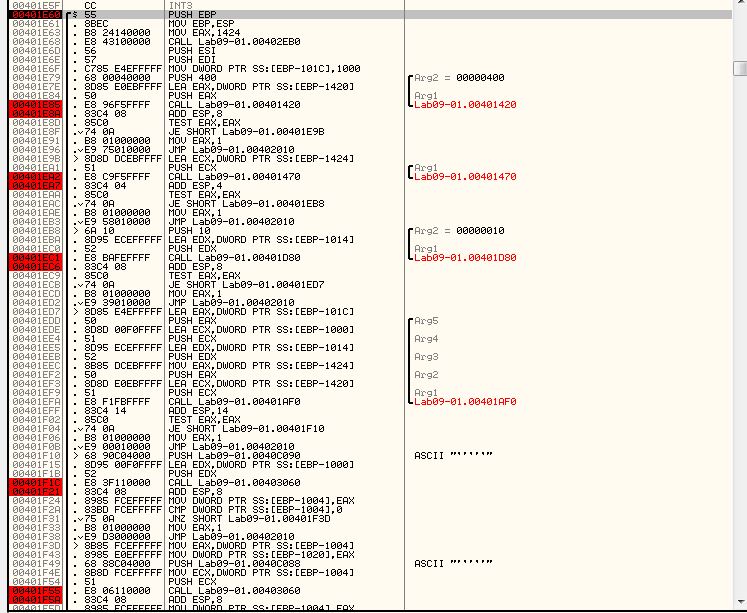 00401E5F CC INT3
00401E60 $ 55 PUSH EBP
00401E61 . 8BEC MOV EBP,ESP
00401E63 . B8 24140000 MOV EAX,1424
00401E68 . E8 43100000 CALL Lab09-01.00402EB0
00401E6D . 56 PUSH ESI
00401E6E . 57 PUSH EDI
00401E6F . C785 E4EFFFFF MOV DWORD PTR SS:[EBP-101C],1000
00401E79 . 68 00040000 PUSH 400 Arg2 = 00000400
00401E7E . 8D85 E0EBFFFF LEA EAX,DWORD PTR SS:[EBP-1420]
00401E84 . 50 PUSH EAX Arg1
00401E85 . E8 96F5FFFF CALL Lab09-01.00401420 Lab09-01.00401420
00401E8A . 83C4 08 ADD ESP,8
00401E8D . 85C0 TEST EAX,EAX
00401E8F . 74 0A JE SHORT Lab09-01.00401E9B
00401E91 . B8 01000000 MOV EAX,1
00401E96 . E9 75010000 JMP Lab09-01.00402010
00401E9B > 8D8D DCEBFFFF LEA ECX,DWORD PTR SS:[EBP-1424]
00401EA1 . 51 PUSH ECX Arg1
00401EA2 . E8 C9F5FFFF CALL Lab09-01.00401470 Lab09-01.00401470
00401EA7 . 83C4 04 ADD ESP,4
00401EAA . 85C0 TEST EAX,EAX
00401EAC . 74 0A JE SHORT Lab09-01.00401EB8
00401EAE . B8 01000000 MOV EAX,1
00401EB3 . E9 58010000 JMP Lab09-01.00402010
00401EB8 > 6A 10 PUSH 10 Arg2 = 00000010
00401EBA . 8D95 ECEFFFFF LEA EDX,DWORD PTR SS:[EBP-1014]
00401EC0 . 52 PUSH EDX Arg1
00401EC1 . E8 BAFEFFFF CALL Lab09-01.00401D80 Lab09-01.00401D80
00401EC6 . 83C4 08 ADD ESP,8
00401EC9 . 85C0 TEST EAX,EAX
00401ECB . 74 0A JE SHORT Lab09-01.00401ED7
00401ECD . B8 01000000 MOV EAX,1
00401ED2 . E9 39010000 JMP Lab09-01.00402010
00401ED7 > 8D85 E4EFFFFF LEA EAX,DWORD PTR SS:[EBP-101C]
00401EDD . 50 PUSH EAX Arg5
00401EDE . 8D8D 00F0FFFF LEA ECX,DWORD PTR SS:[EBP-1000]
00401EE4 . 51 PUSH ECX Arg4
00401EE5 . 8D95 ECEFFFFF LEA EDX,DWORD PTR SS:[EBP-1014]
00401EEB . 52 PUSH EDX Arg3
00401EEC . 8B85 DCEBFFFF MOV EAX,DWORD PTR SS:[EBP-1424]
00401EF2 . 50 PUSH EAX Arg2
00401EF3 . 8D8D E0EBFFFF LEA ECX,DWORD PTR SS:[EBP-1420]
00401EF9 . 51 PUSH ECX Arg1
00401EFA . E8 F1FBFFFF CALL Lab09-01.00401AF0 Lab09-01.00401AF0
00401EFF . 83C4 14 ADD ESP,14
00401F02 . 85C0 TEST EAX,EAX
00401F04 . 74 0A JE SHORT Lab09-01.00401F10
00401F06 . B8 01000000 MOV EAX,1
00401F0B . E9 00010000 JMP Lab09-01.00402010
00401F10 > 68 90C04000 PUSH Lab09-01.0040C090 ASCII "'`'`'"
00401F15 . 8D95 00F0FFFF LEA EDX,DWORD PTR SS:[EBP-1000]
00401F1B . 52 PUSH EDX
00401F1C . E8 3F110000 CALL Lab09-01.00403060
00401F21 . 83C4 08 ADD ESP,8
00401F24 . 8985 FCEFFFFF MOV DWORD PTR SS:[EBP-1004],EAX
00401F2A . 83BD FCEFFFFF CMP DWORD PTR SS:[EBP-1004],0
00401F31 . 75 0A JNZ SHORT Lab09-01.00401F3D
00401F33 . B8 01000000 MOV EAX,1
00401F38 . E9 D3000000 JMP Lab09-01.00402010
00401F3D > 8B85 FCEFFFFF MOV EAX,DWORD PTR SS:[EBP-1004]
00401F43 . 8985 E0EFFFFF MOV DWORD PTR SS:[EBP-1020],EAX
00401F49 . 68 88C04000 PUSH Lab09-01.0040C088 ASCII "'`'`'"
00401F4E . 8B8D FCEFFFFF MOV ECX,DWORD PTR SS:[EBP-1004]
00401F54 . 51 PUSH ECX
00401F55 . E8 06110000 CALL Lab09-01.00403060
00401F5A . 83C4 08 ADD ESP,8
00401F5D . 8985 FCEFFFFF MOV DWORD PTR SS:[EBP-1004],EAX